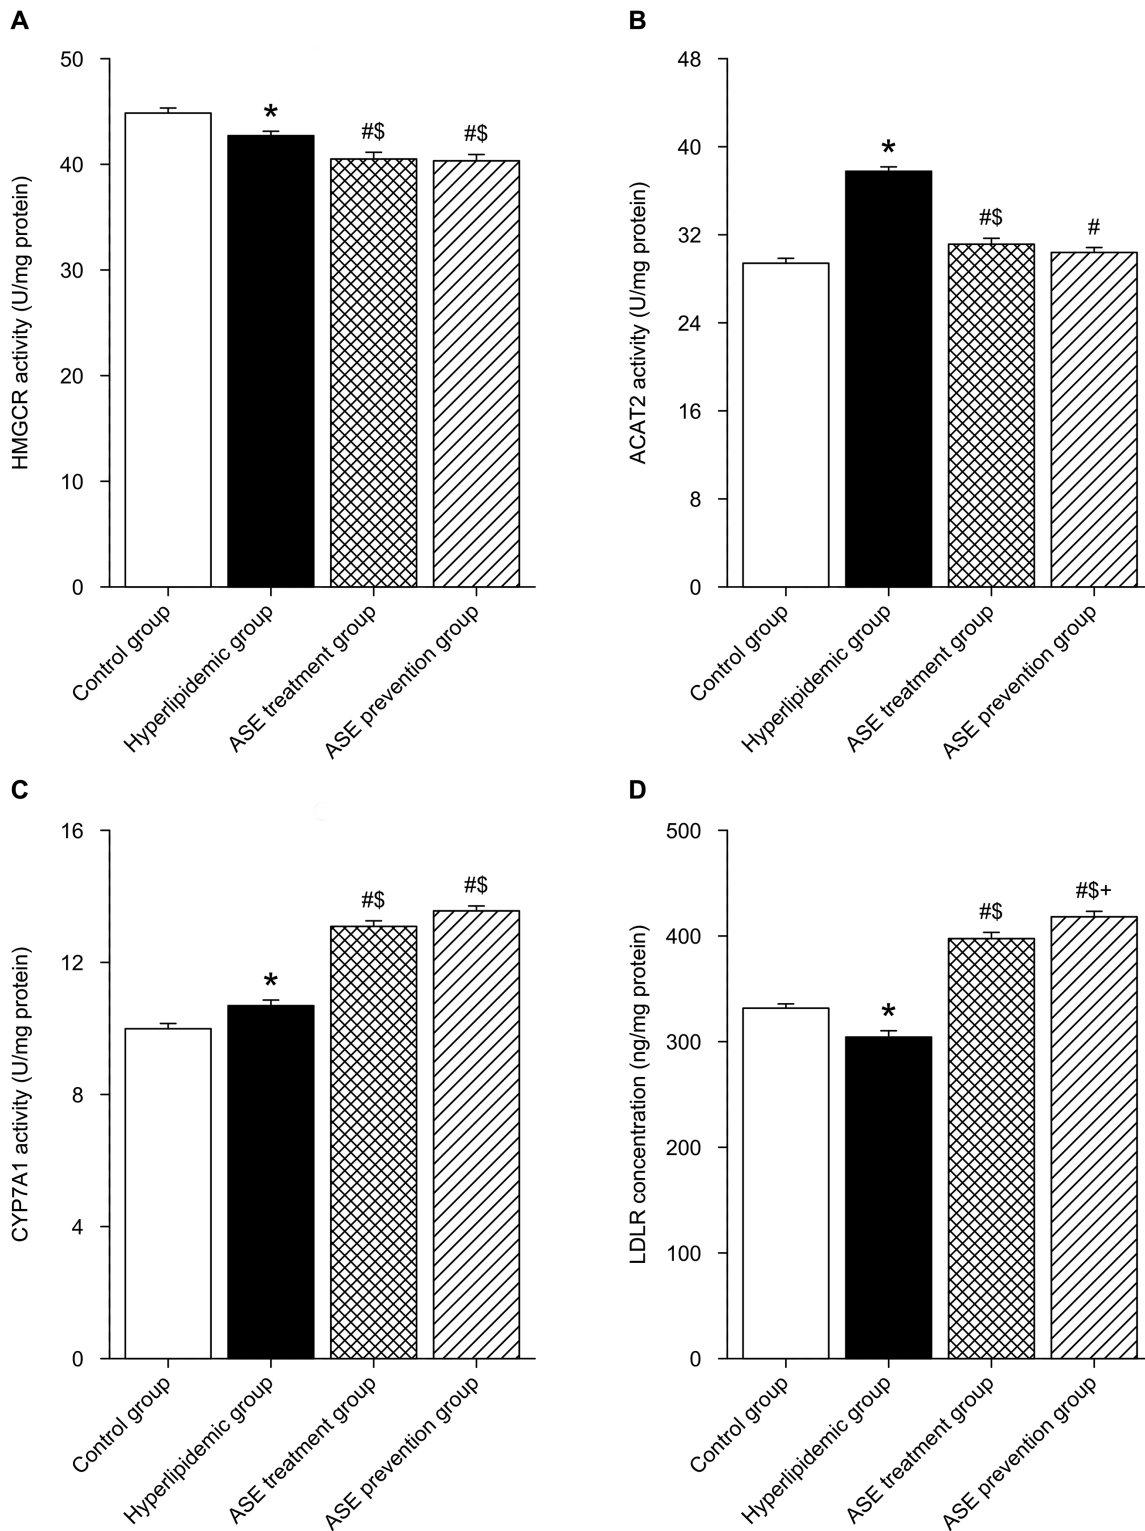 A
HMGCR activity (U/mg protein)
50
40
30
20
10
0
*
#$
#$
Control group
Hyperlipidemic group
ASE treatment group
ASE prevention group
B
ACAT2 activity (U/mg protein)
48
40
32
24
16
8
0
*
#$
#
Control group
Hyperlipidemic group
ASE treatment group
ASE prevention group
C
CYP7A1 activity (U/mg protein)
16
12
8
4
0
*
#$
#$
Control group
Hyperlipidemic group
ASE treatment group
ASE prevention group
D
LDLR concentration (ng/mg protein)
500
400
300
200
100
0
*
#$
#$+
Control group
Hyperlipidemic group
ASE treatment group
ASE prevention group